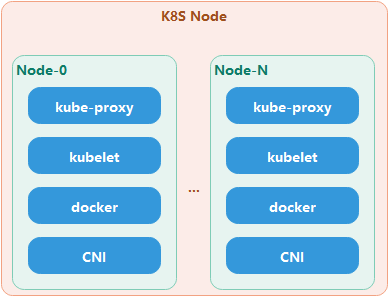 K8S Node
Node-0
kube-proxy
kubelet
docker
CNI
...
Node-N
kube-proxy
kubelet
docker
CNI